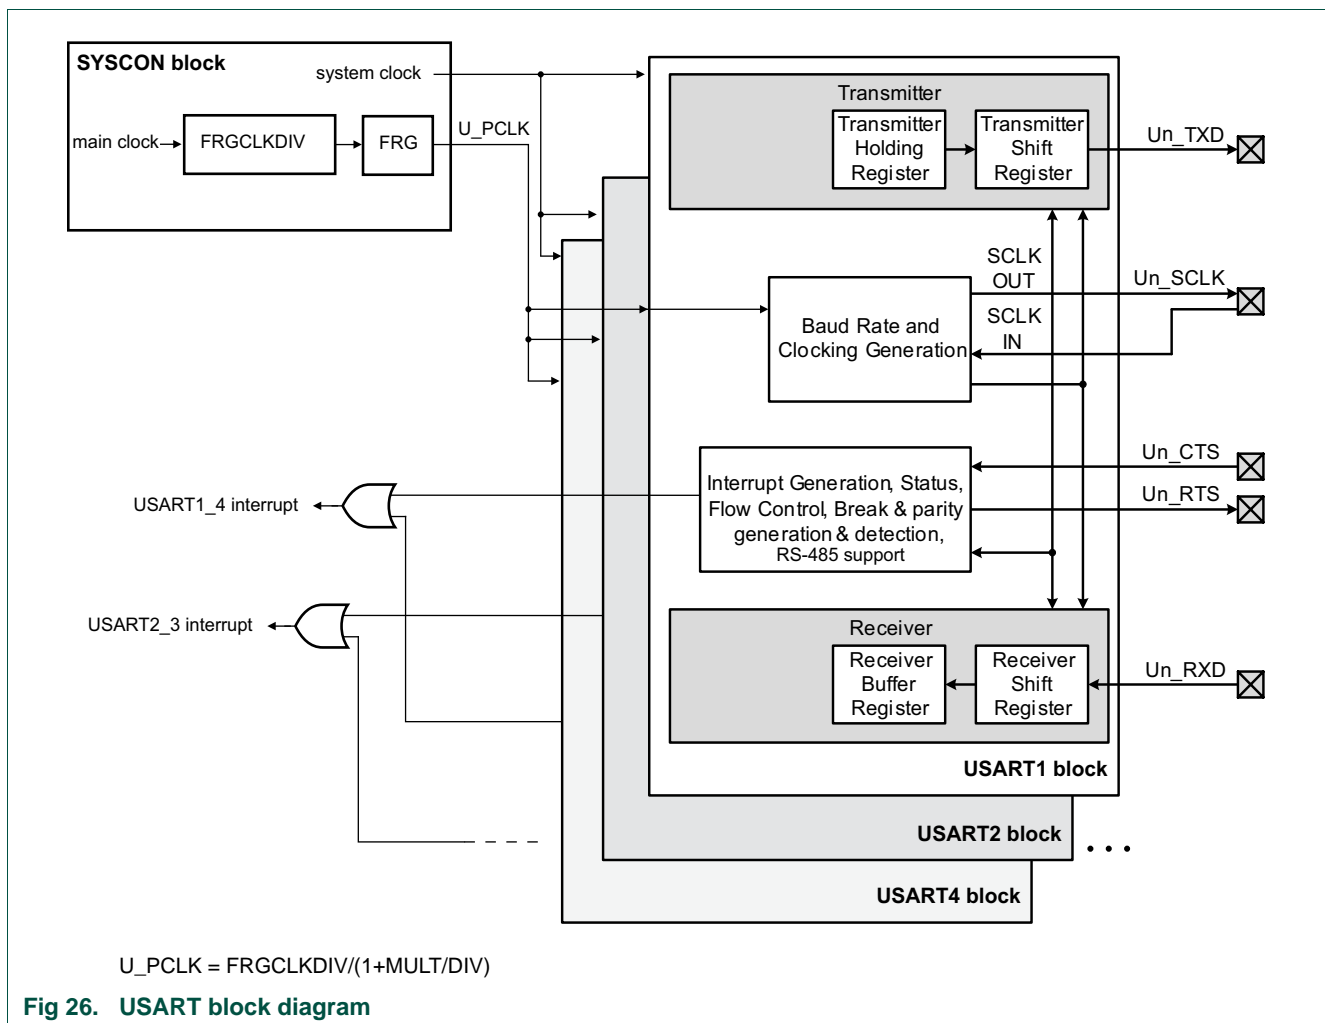 SYSCON block
system clock
main clock
FRGCLKDIV
FRG
U_PCLK
Transmitter
Transmitter
Holding
Register
Transmitter
Shift
Register
Un_TXD
SCLK
OUT
Un_SCLK
Baud Rate and
Clocking Generation
SCLK
IN
Un_CTS
Interrupt Generation, Status,
Flow Control, Break & parity
generation & detection,
RS-485 support
Un_RTS
USART1_4 interrupt
USART2_3 interrupt
Receiver
Receiver
Buffer
Register
Receiver
Shift
Register
Un_RXD
USART1 block
USART2 block
. . .
USART4 block
U_PCLK = FRGCLKDIV/(1+MULT/DIV)
Fig 26. USART block diagram